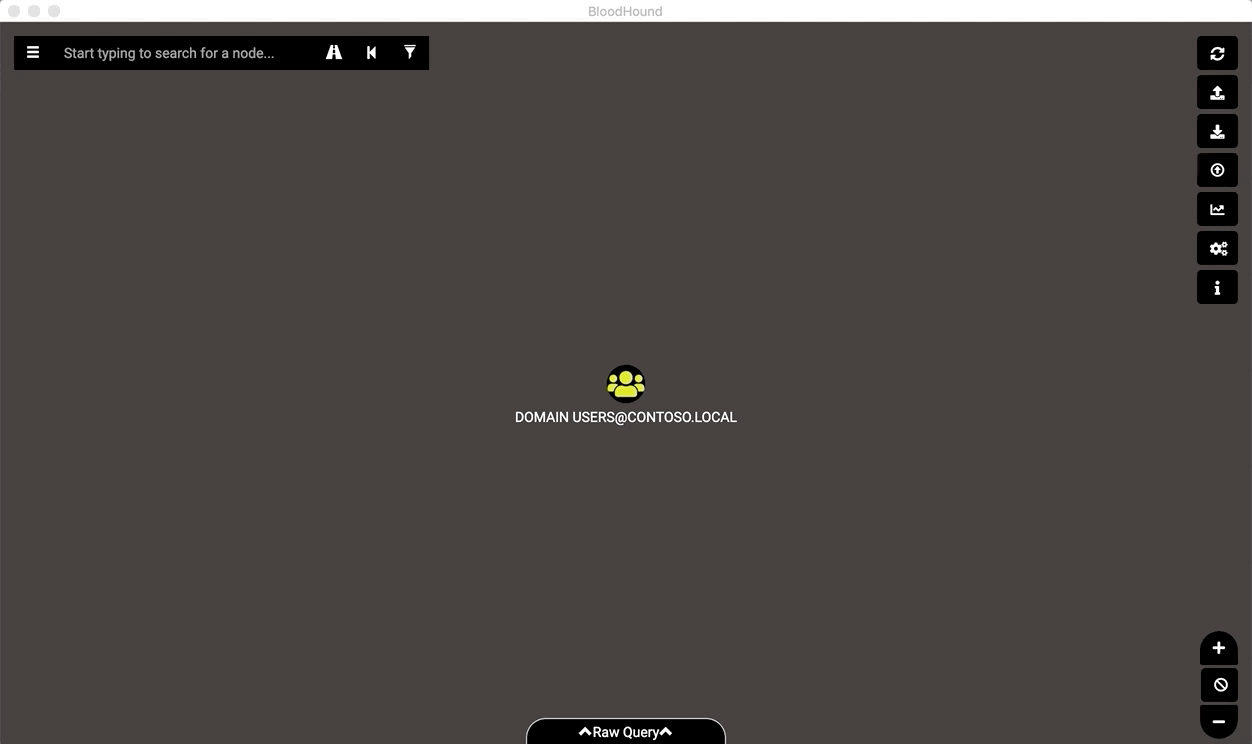 BloodHound
Start typing to search for a node...
DOMAIN USERS@CONTOSO.LOCAL
Raw Query